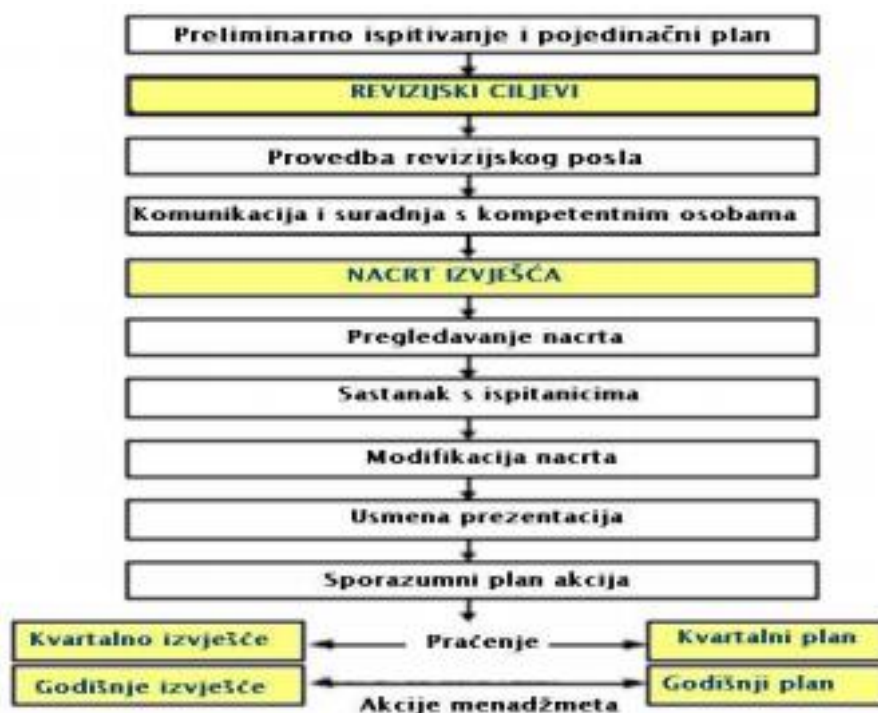 Preliminarno ispitivanje i pojedinačni plan
REVIZIJSKI CILJEVI
Provedba revizijskog posla
Komunikacija i suradnja s kompetentnim osobama
NACRT IZVJEŠĆA
Pregledavanje nacrta
Sastanak s ispitanicima
Modifikacija nacrta
Usmena prezentacija
Sporazumni plan akcija
Kvartalno izvješće
Praćenje
Kvartalni plan
Godišnje izvješće
Godišnji plan
Akcije menadžmeta